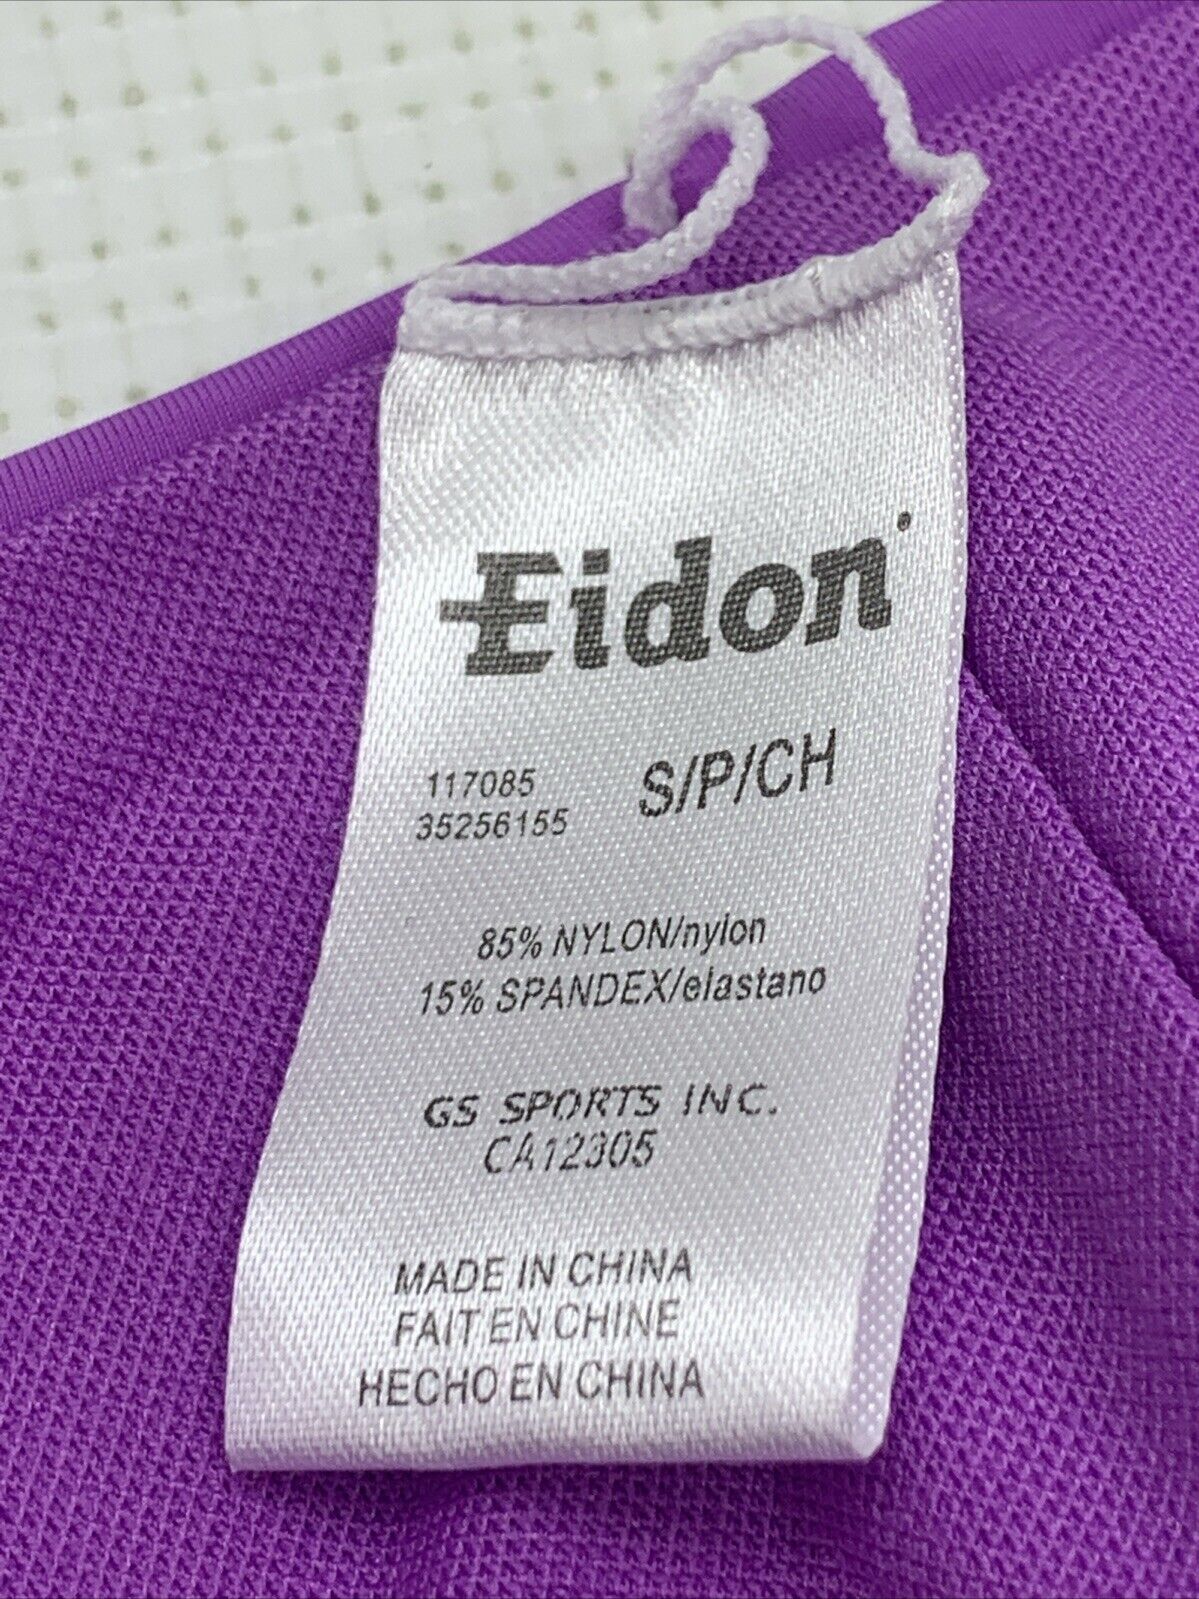 Eidon
117085
S/P/CH
35256155
85% NYLON/nylon
15% SPANDEX/elastano
GS SPORTS INC.
CA12305
MADE IN CHINA
FAIT EN CHINE
HECHO EN CHINA